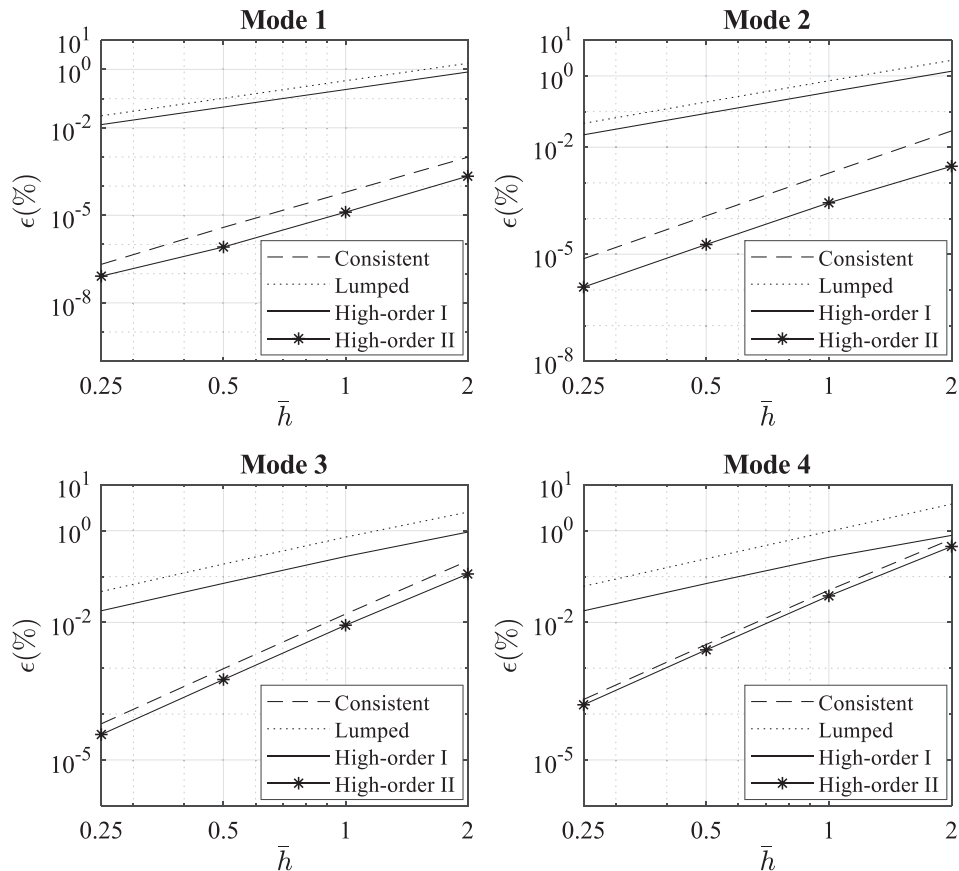 Mode 1
10^1
10^0
10^-2
10^-5
10^-8
ϵ(%)
Consistent
Lumped
High-order I
High-order II
0.25 0.5 1 2
h̄
Mode 2
10^1
10^0
10^-2
10^-5
10^-8
ϵ(%)
Consistent
Lumped
High-order I
High-order II
0.25 0.5 1 2
h̄
Mode 3
10^1
10^0
10^-2
10^-5
ϵ(%)
Consistent
Lumped
High-order I
High-order II
0.25 0.5 1 2
h̄
Mode 4
10^1
10^0
10^-2
10^-5
ϵ(%)
Consistent
Lumped
High-order I
High-order II
0.25 0.5 1 2
h̄